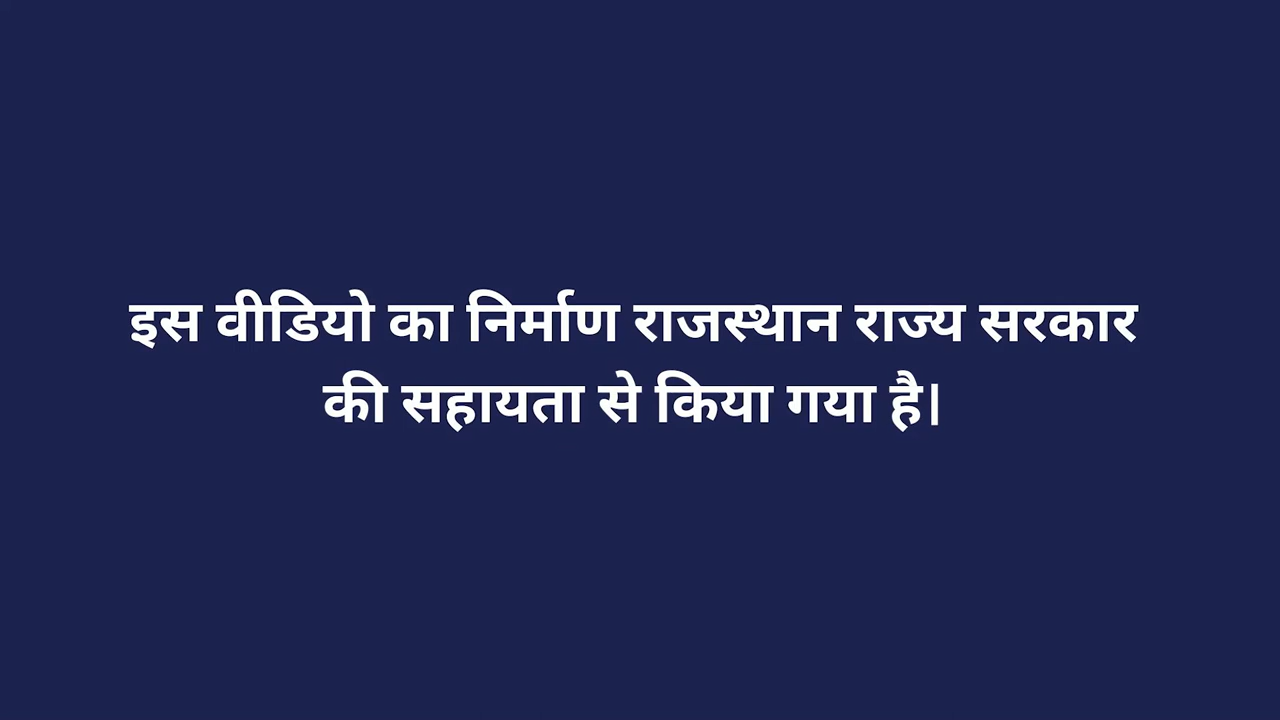 इस वीडियो का निर्माण राजस्थान राज्य सरकार
की सहायता से किया गया है।